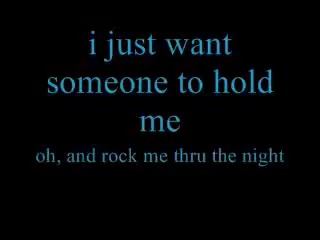 i just want
someone to hold
me
oh, and rock me thru the night